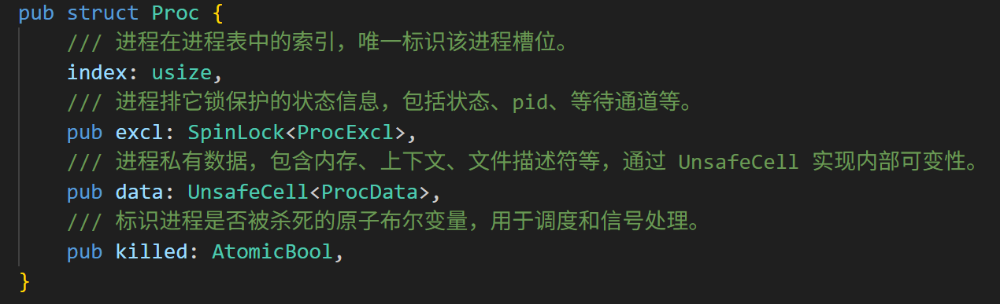 pub struct Proc {
    /// 进程在进程表中的索引，唯一标识该进程槽位。
    index: usize,
    /// 进程排它锁保护的状态信息，包括状态、pid、等待通道等。
    pub excl: SpinLock<ProcExcl>,
    /// 进程私有数据，包含内存、上下文、文件描述符等，通过 UnsafeCell 实现内部可变性。
    pub data: UnsafeCell<ProcData>,
    /// 标识进程是否被杀死的原子布尔变量，用于调度和信号处理。
    pub killed: AtomicBool,
}